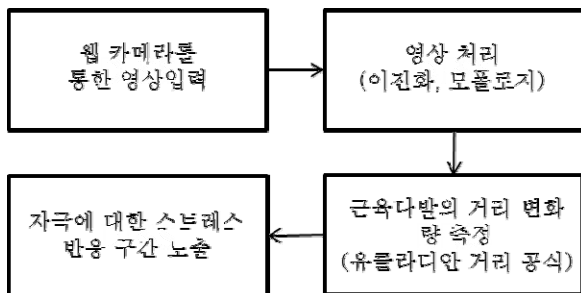 웹 카메라를
통한 영상입력
영상 처리
(이진화, 모폴로지)
근육다발의 거리 변화
량 측정
(유클라디안 거리 공식)
자극에 대한 스트레스
반응 구간 노출